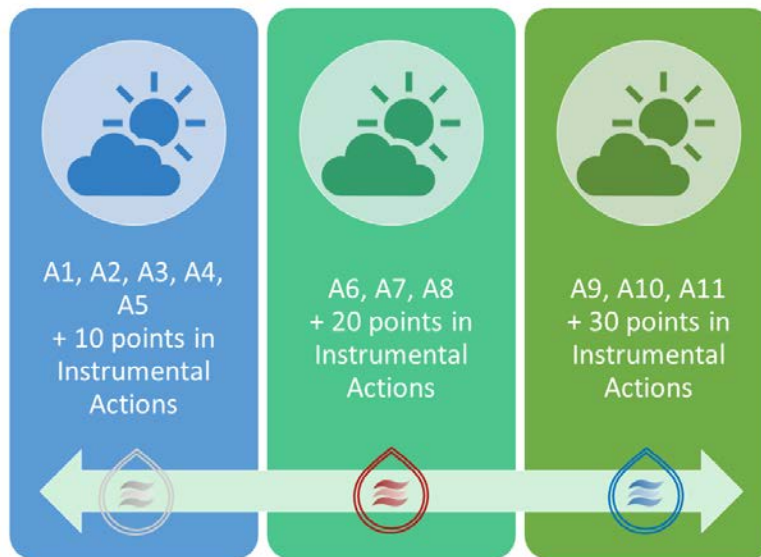 A1, A2, A3, A4,
A5
+ 10 points in
Instrumental
Actions
A6, A7, A8
+ 20 points in
Instrumental
Actions
A9, A10, A11
+ 30 points in
Instrumental
Actions